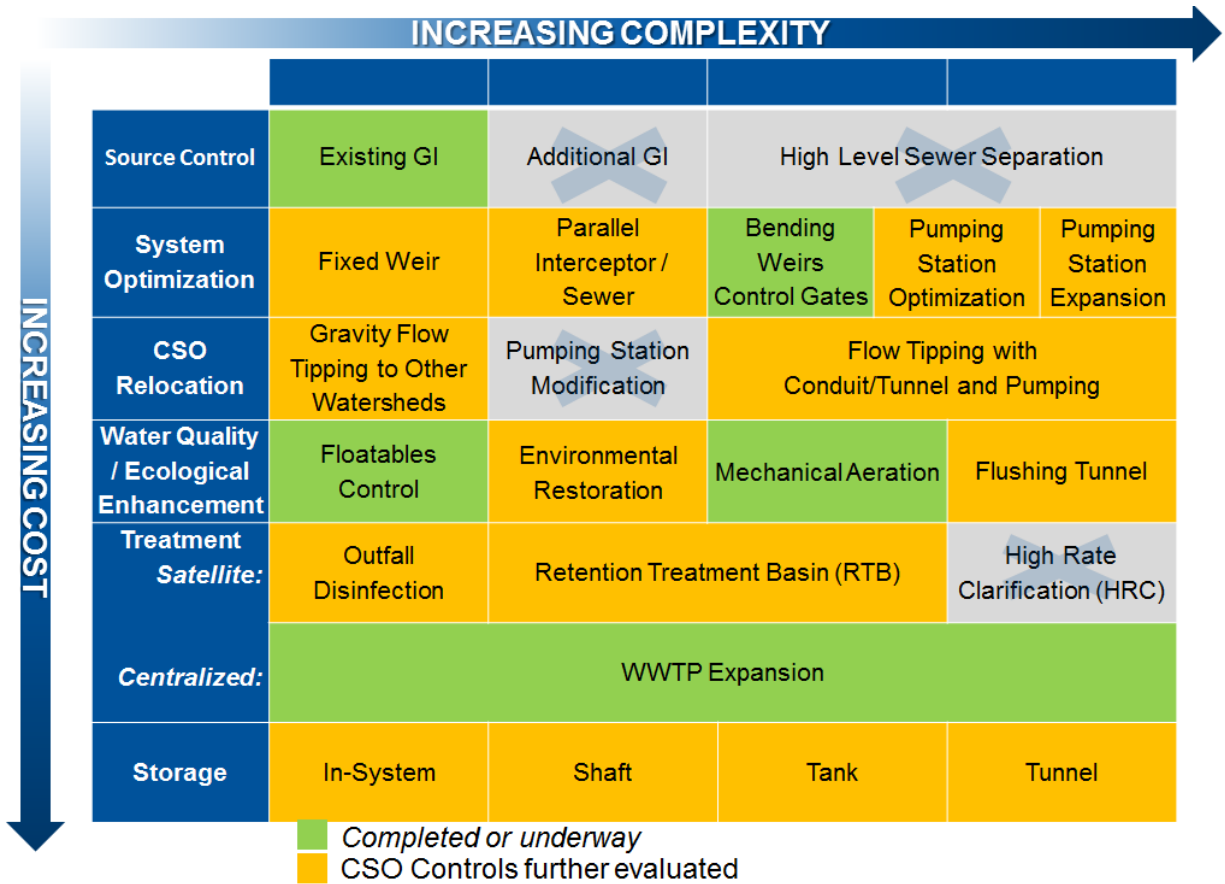 INCREASING COMPLEXITY
INCREASING COST
Source Control
Existing GI
Additional GI
High Level Sewer Separation
System
Optimization
Fixed Weir
Parallel
Interceptor /
Sewer
Bending
Weirs
Control Gates
Pumping
Station
Optimization
Pumping
Station
Expansion
CSO
Relocation
Gravity Flow
Tipping to Other
Watersheds
Pumping Station
Modification
Flow Tipping with
Conduit/Tunnel and Pumping
Water Quality
/ Ecological
Enhancement
Floatables
Control
Environmental
Restoration
Mechanical Aeration
Flushing Tunnel
Treatment
Satellite:
Outfall
Disinfection
Retention Treatment Basin (RTB)
High Rate
Clarification (HRC)
Centralized:
WWTP Expansion
Storage
In-System
Shaft
Tank
Tunnel
Completed or underway
CSO Controls further evaluated